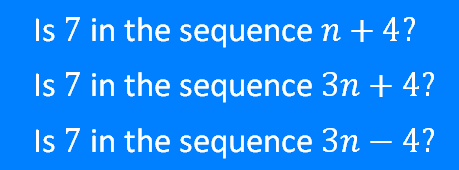 Is 7 in the sequence n + 4?
Is 7 in the sequence 3n + 4?
Is 7 in the sequence 3n − 4?